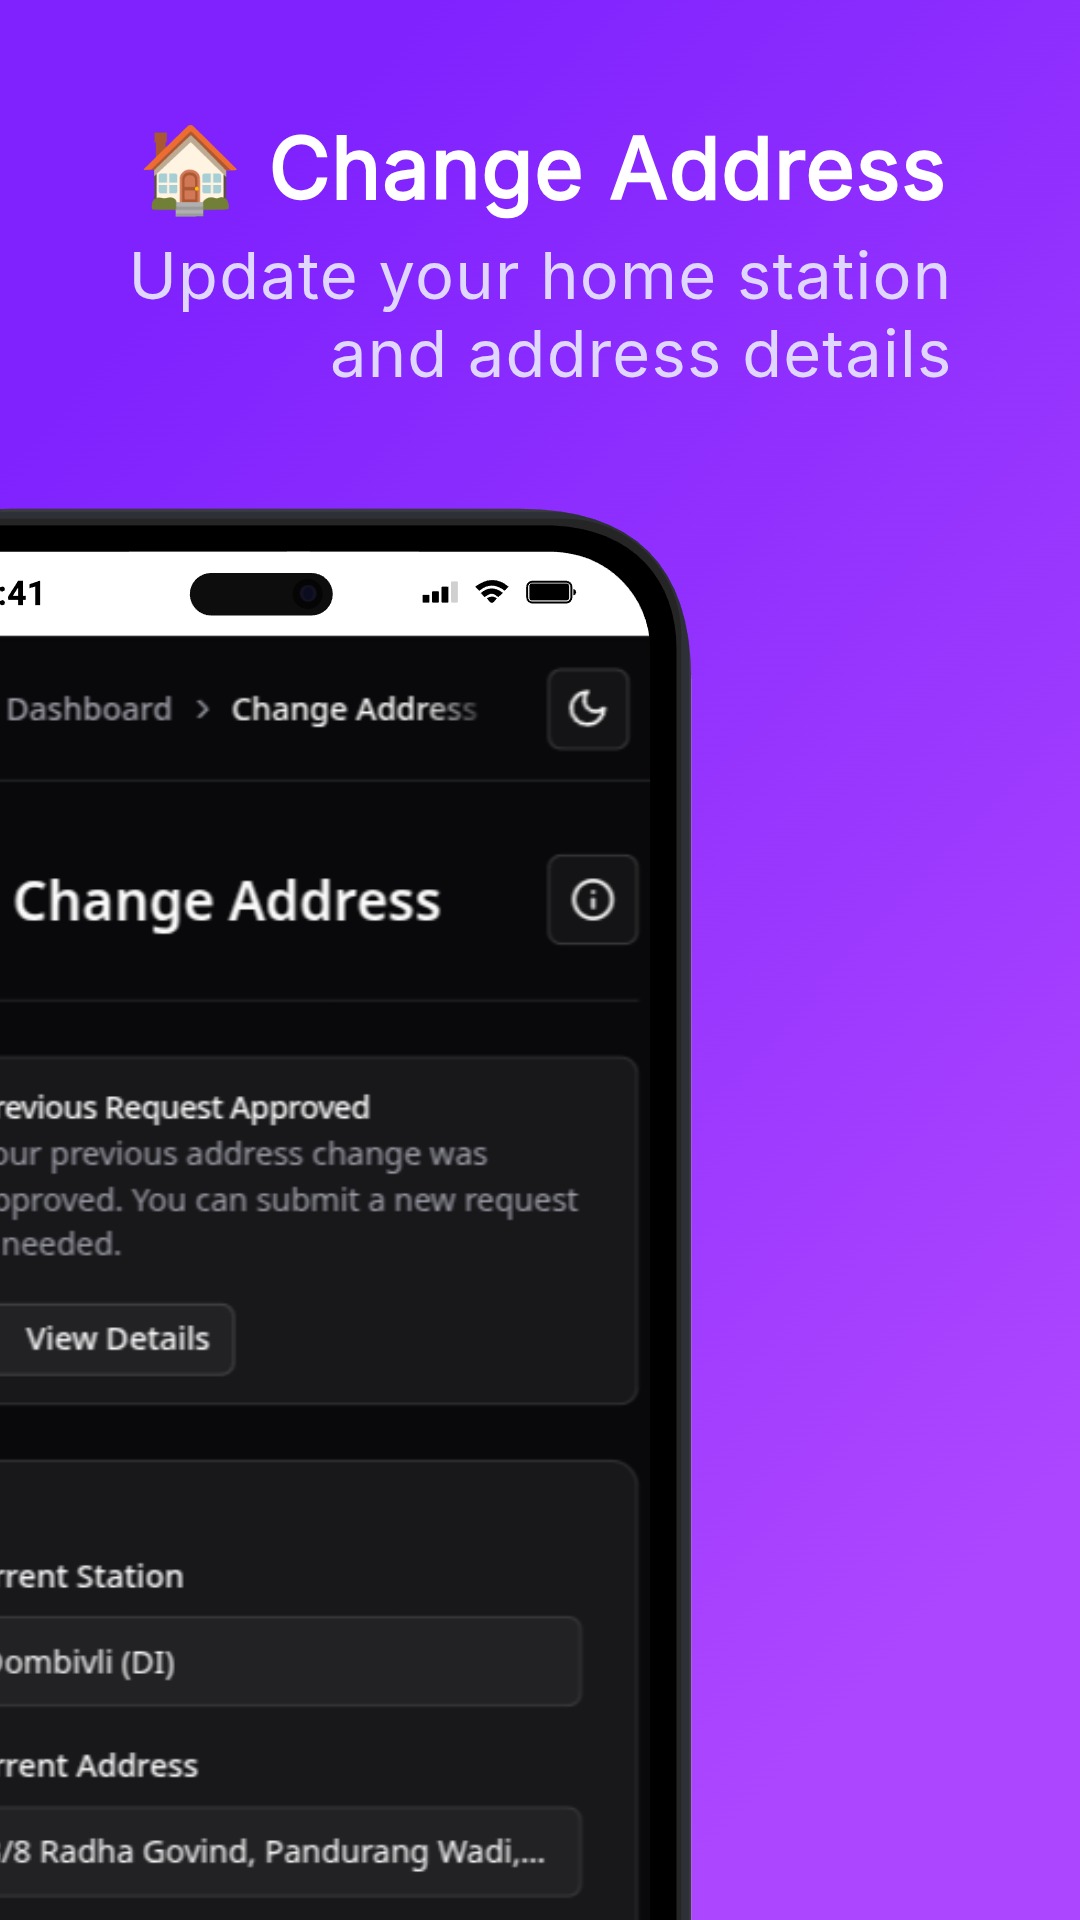 Change Address
Update your home station
and address details
:41
Dashboard > Change Address
Change Address
revious Request Approved
our previous address change was
pproved. You can submit a new request
needed.
View Details
rrent Station
Dombivli (DI)
rrent Address
/8 Radha Govind, Pandurang Wadi,...